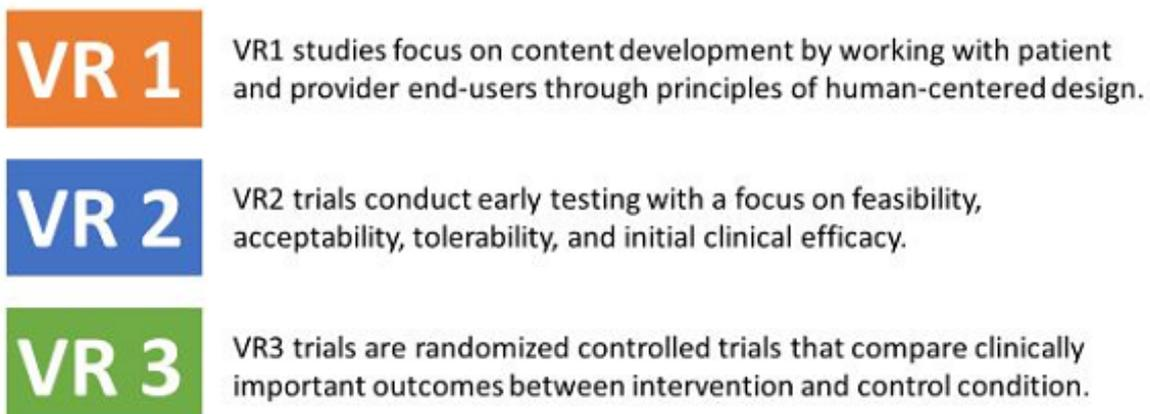 VR 1
VR1 studies focus on content development by working with patient
and provider end-users through principles of human-centered design.
VR 2
VR2 trials conduct early testing with a focus on feasibility,
acceptability, tolerability, and initial clinical efficacy.
VR 3
VR3 trials are randomized controlled trials that compare clinically
important outcomes between intervention and control condition.